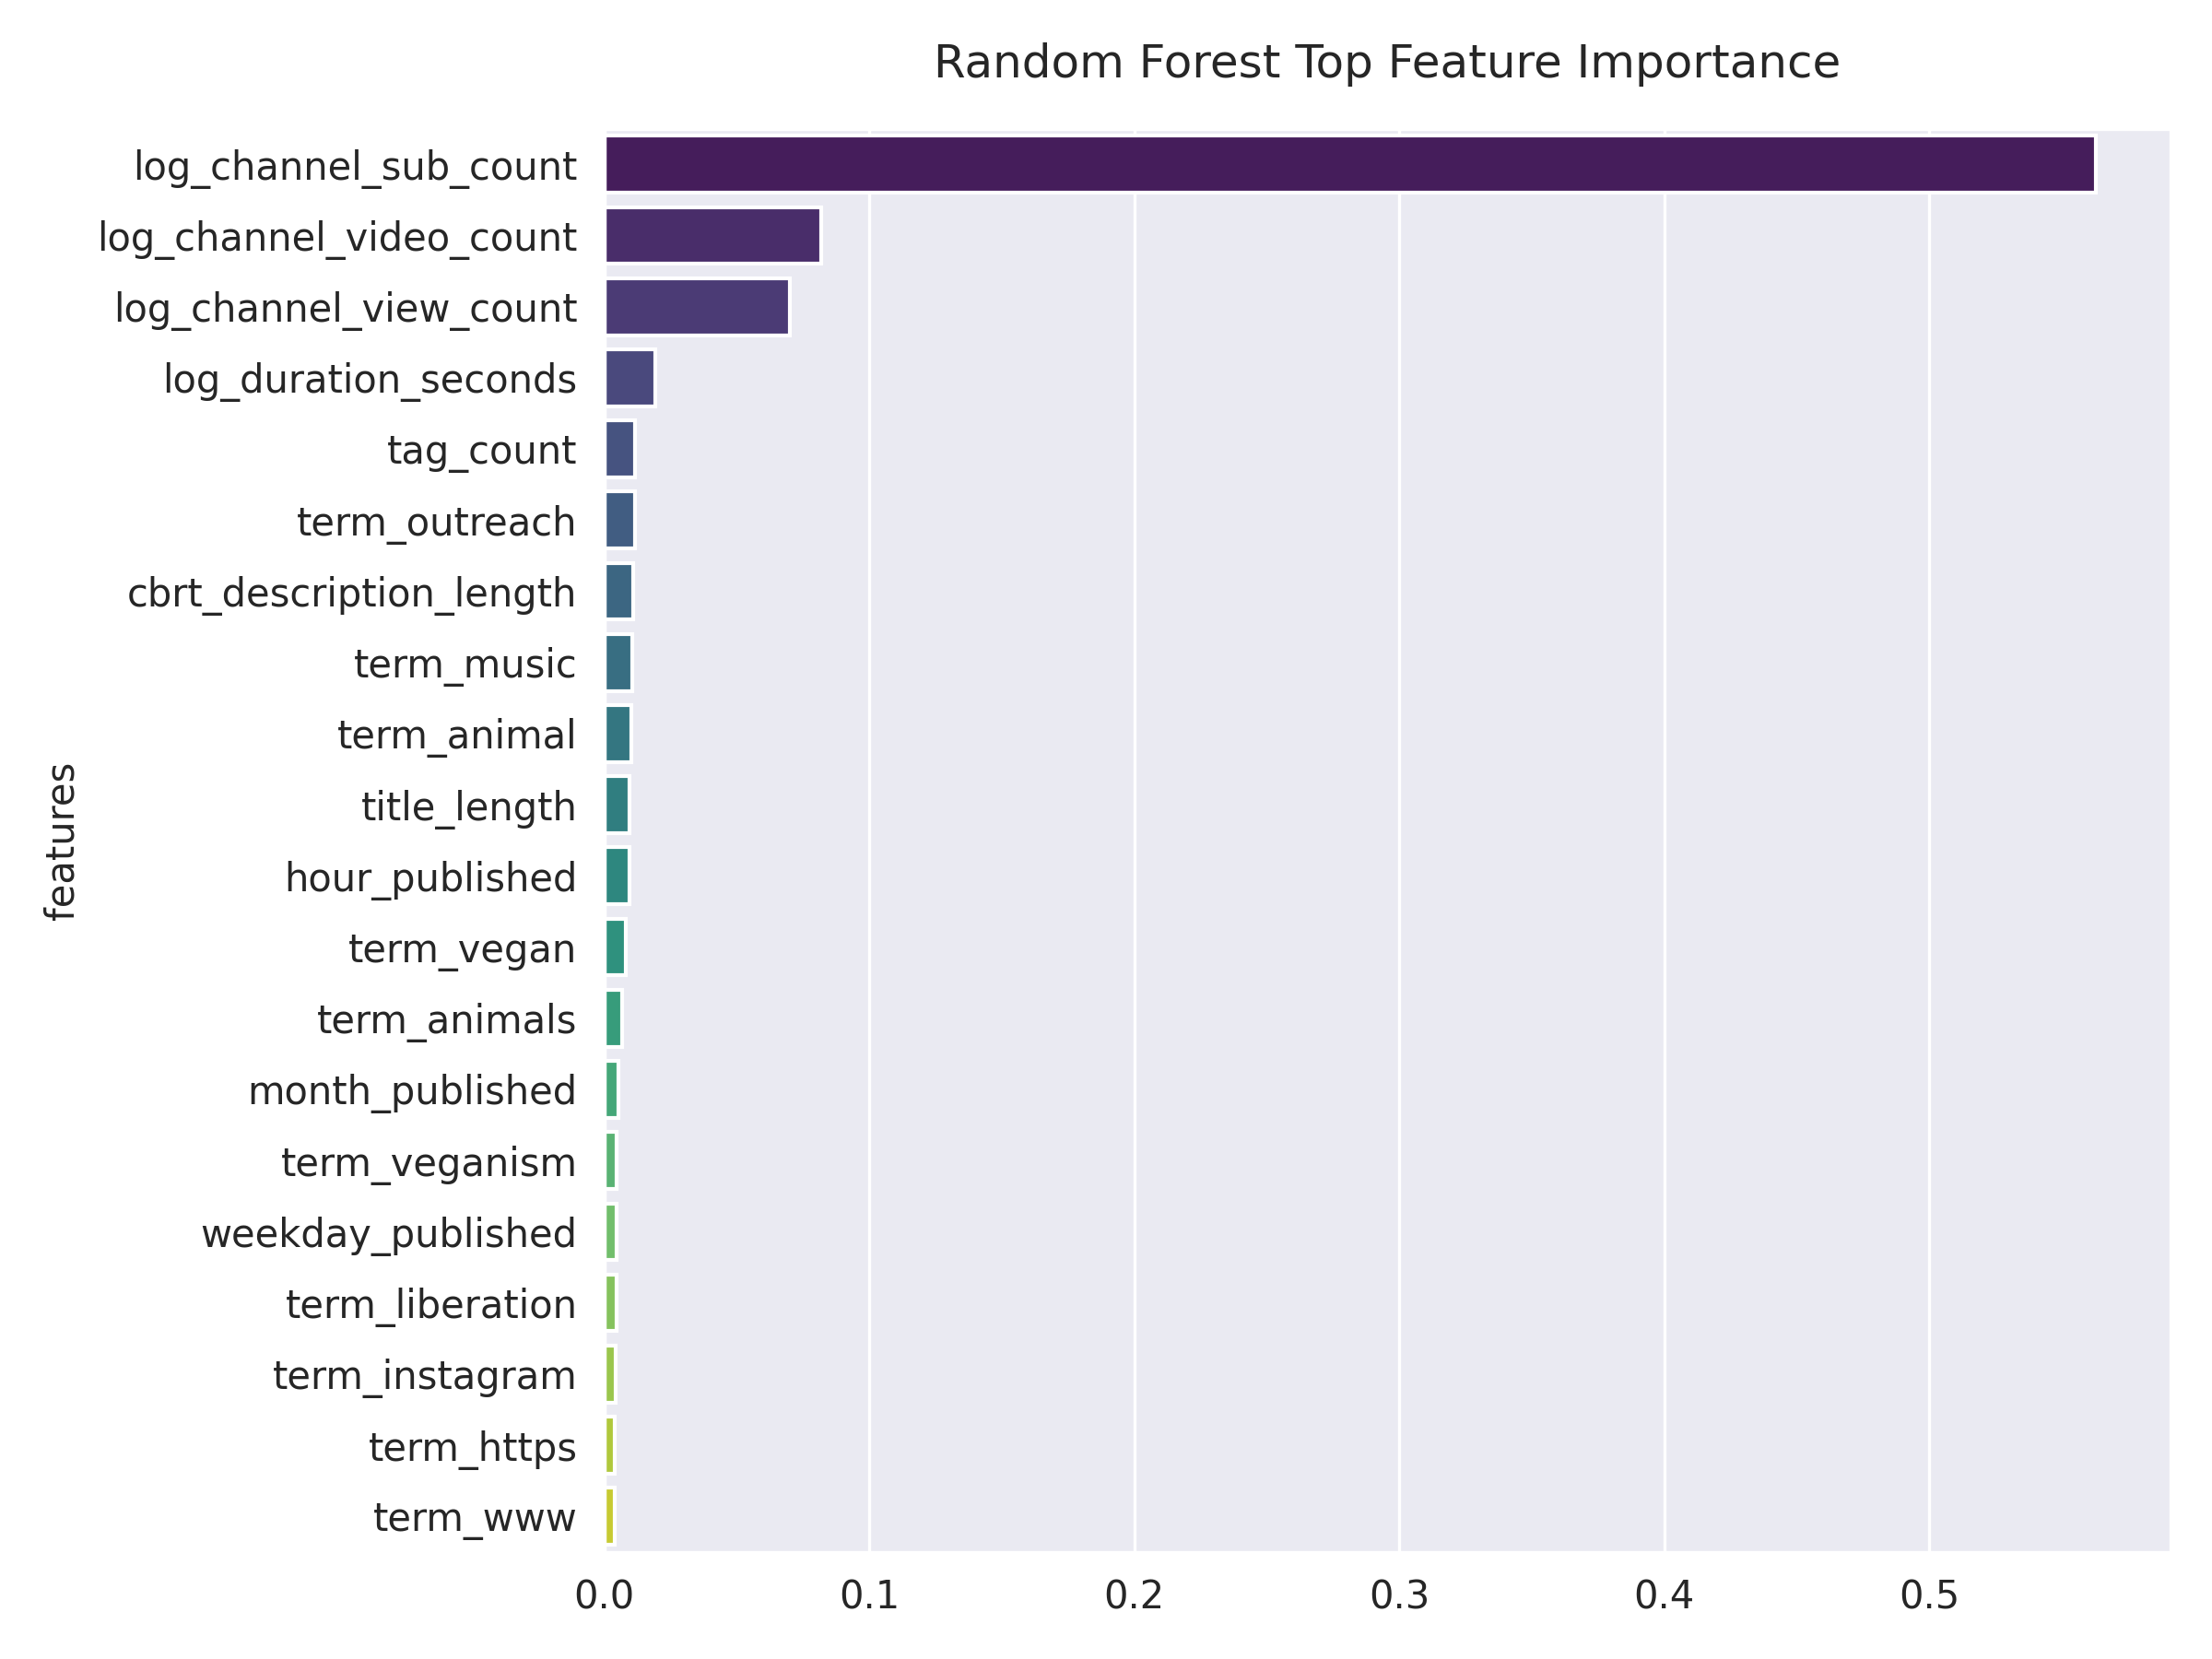 Random Forest Top Feature Importance
features
log_channel_sub_count
log_channel_video_count
log_channel_view_count
log_duration_seconds
tag_count
term_outreach
cbrt_description_length
term_music
term_animal
title_length
hour_published
term_vegan
term_animals
month_published
term_veganism
weekday_published
term_liberation
term_instagram
term_https
term_www
0.0 0.1 0.2 0.3 0.4 0.5